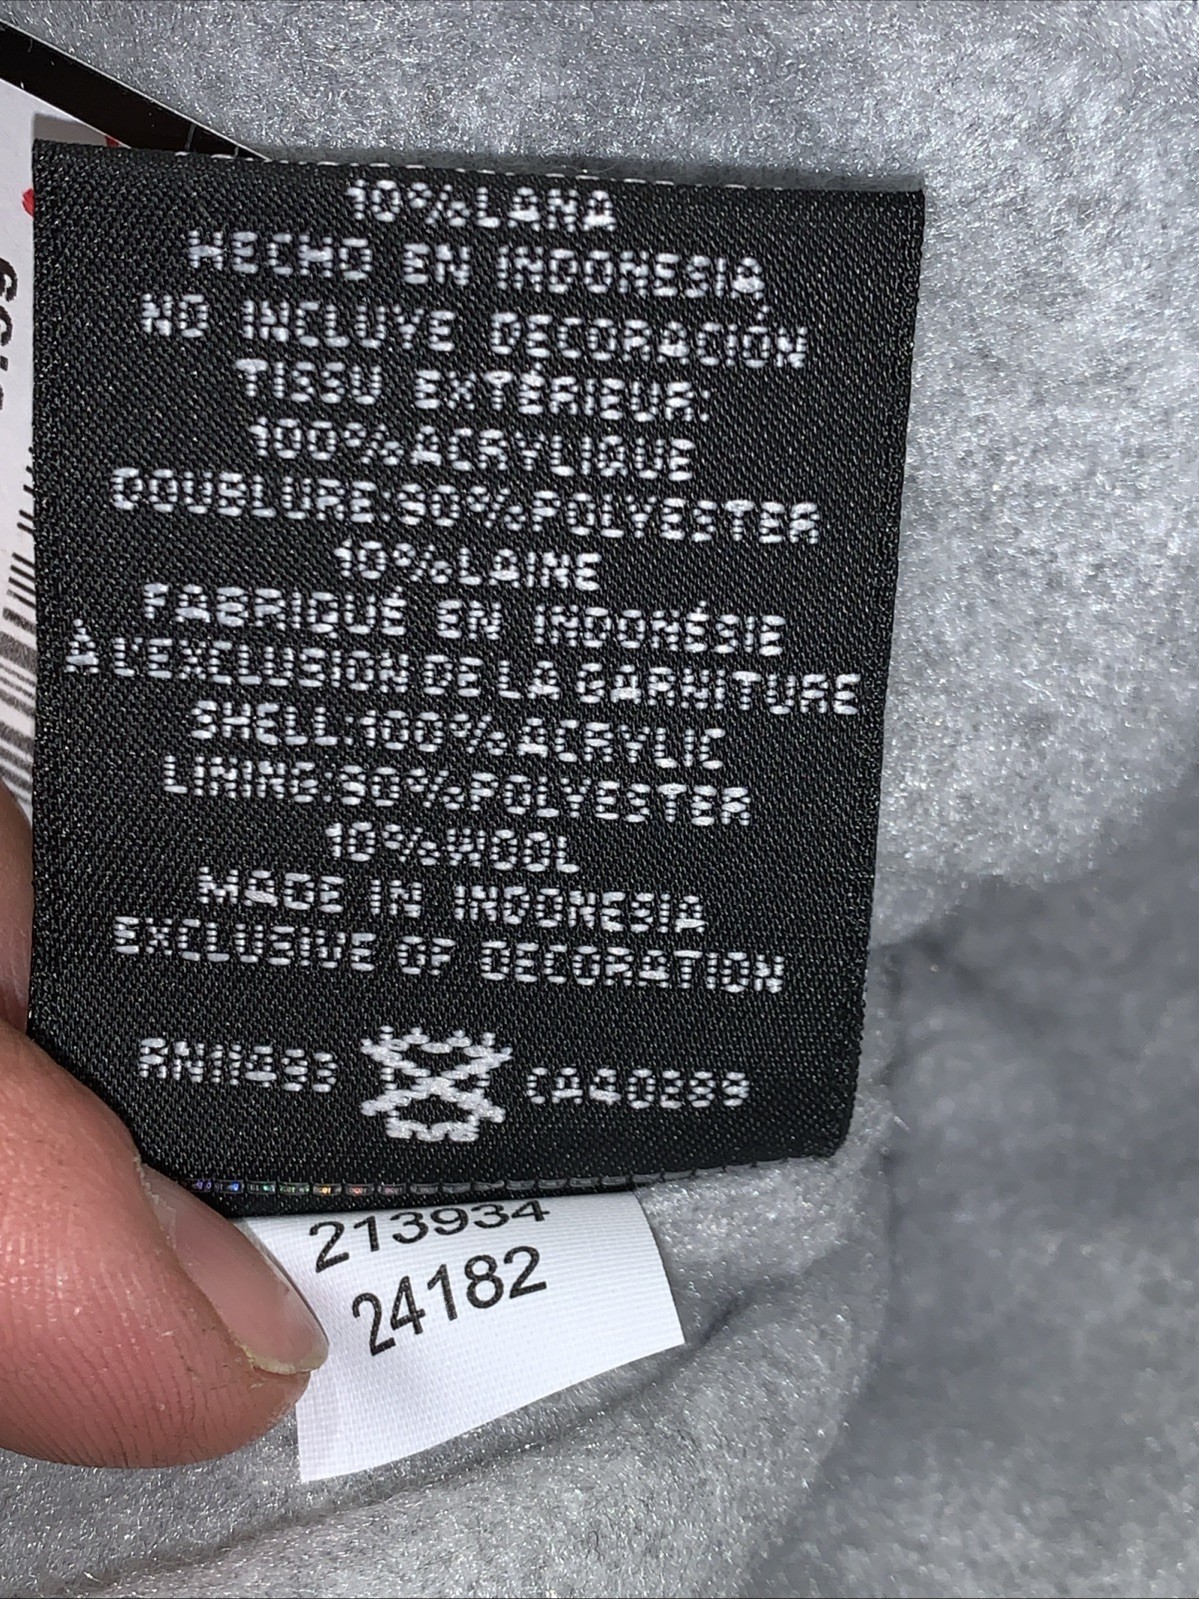 10%LANA
HECHO EN INDONESIA
NO INCLUYE DECORACIÓN
TISSU EXTÉRIEUR:
100%ACRYLIQUE
DOUBLURE:90%POLYESTER
10%LAINE
FABRIQUÉ EN INDONÉSIE
À L'EXCLUSION DE LA GARNITURE
SHELL:100%ACRYLIC
LINING:90%POLYESTER
10%WOOL
MADE IN INDONESIA
EXCLUSIVE OF DECORATION
213934
24182